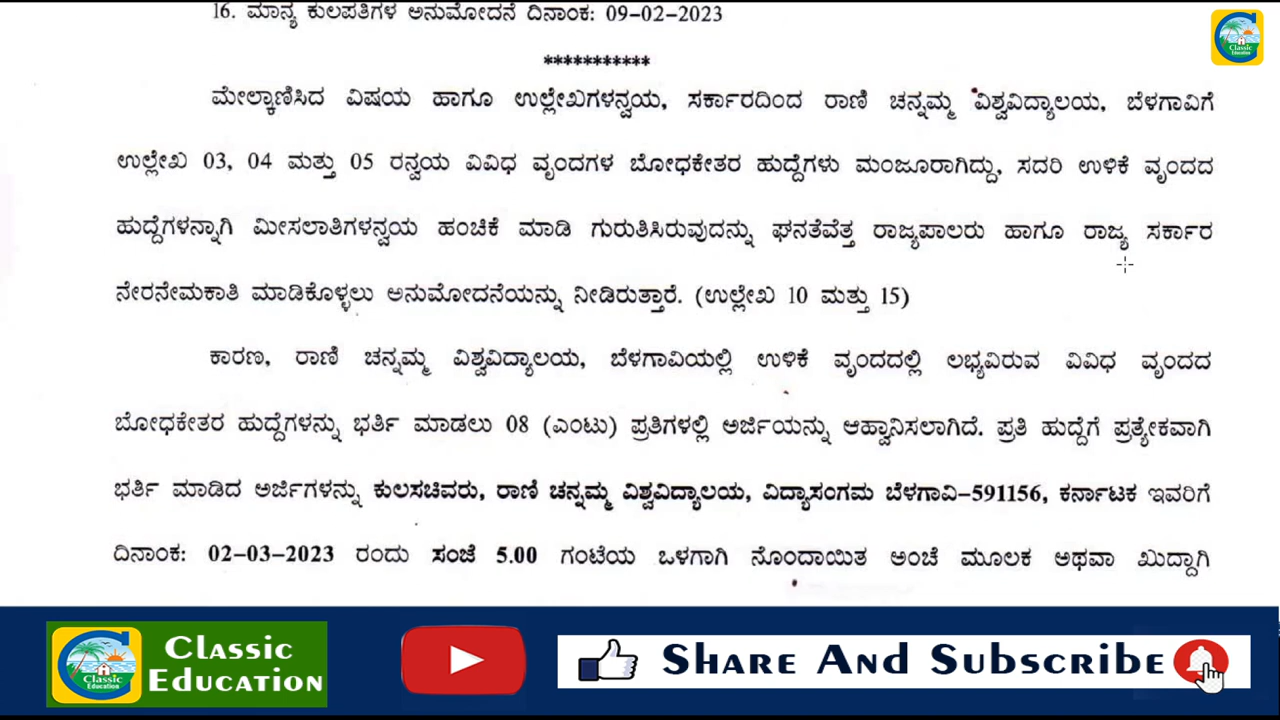 16. ಮಾನ್ಯ ಕುಲಪತಿಗಳ ಅನುಮೋದನೆ ದಿನಾಂಕ: 09-02-2023
Classic
Education
***********
ಮೇಲ್ಕಾಣಿಸಿದ ವಿಷಯ ಹಾಗೂ ಉಲ್ಲೇಖಗಳನ್ವಯ, ಸರ್ಕಾರದಿಂದ ರಾಣಿ ಚನ್ನಮ್ಮ ವಿಶ್ವವಿದ್ಯಾಲಯ, ಬೆಳಗಾವಿಗೆ
ಉಲ್ಲೇಖ 03, 04 ಮತ್ತು 05 ರನ್ವಯ ವಿವಿಧ ವೃಂದಗಳ ಬೋಧಕೇತರ ಹುದ್ದೆಗಳು ಮಂಜೂರಾಗಿದ್ದು, ಸದರಿ ಉಳಿಕೆ ವೃಂದದ
ಹುದ್ದೆಗಳನ್ನಾಗಿ ಮೀಸಲಾತಿಗಳನ್ವಯ ಹಂಚಿಕೆ ಮಾಡಿ ಗುರುತಿಸಿರುವುದನ್ನು ಘನತೆವೆತ್ತ ರಾಜ್ಯಪಾಲರು ಹಾಗೂ ರಾಜ್ಯ ಸರ್ಕಾರ
ನೇರನೇಮಕಾತಿ ಮಾಡಿಕೊಳ್ಳಲು ಅನುಮೋದನೆಯನ್ನು ನೀಡಿರುತ್ತಾರೆ. (ಉಲ್ಲೇಖ 10 ಮತ್ತು 15)
ಕಾರಣ, ರಾಣಿ ಚನ್ನಮ್ಮ ವಿಶ್ವವಿದ್ಯಾಲಯ, ಬೆಳಗಾವಿಯಲ್ಲಿ ಉಳಿಕೆ ವೃಂದದಲ್ಲಿ ಲಭ್ಯವಿರುವ ವಿವಿಧ ವೃಂದದ
ಬೋಧಕೇತರ ಹುದ್ದೆಗಳನ್ನು ಭರ್ತಿ ಮಾಡಲು 08 (ಎಂಟು) ಪ್ರತಿಗಳಲ್ಲಿ ಅರ್ಜಿಯನ್ನು ಆಹ್ವಾನಿಸಲಾಗಿದೆ. ಪ್ರತಿ ಹುದ್ದೆಗೆ ಪ್ರತ್ಯೇಕವಾಗಿ
ಭರ್ತಿ ಮಾಡಿದ ಅರ್ಜಿಗಳನ್ನು ಕುಲಸಚಿವರು, ರಾಣಿ ಚನ್ನಮ್ಮ ವಿಶ್ವವಿದ್ಯಾಲಯ, ವಿದ್ಯಾಸಂಗಮ ಬೆಳಗಾವಿ-591156, ಕರ್ನಾಟಕ ಇವರಿಗೆ
ದಿನಾಂಕ: 02-03-2023 ರಂದು ಸಂಜೆ 5.00 ಗಂಟೆಯ ಒಳಗಾಗಿ ನೊಂದಾಯಿತ ಅಂಚೆ ಮೂಲಕ ಅಥವಾ ಖುದ್ದಾಗಿ
Classic
Education
Classic
Education
Share And Subscribe